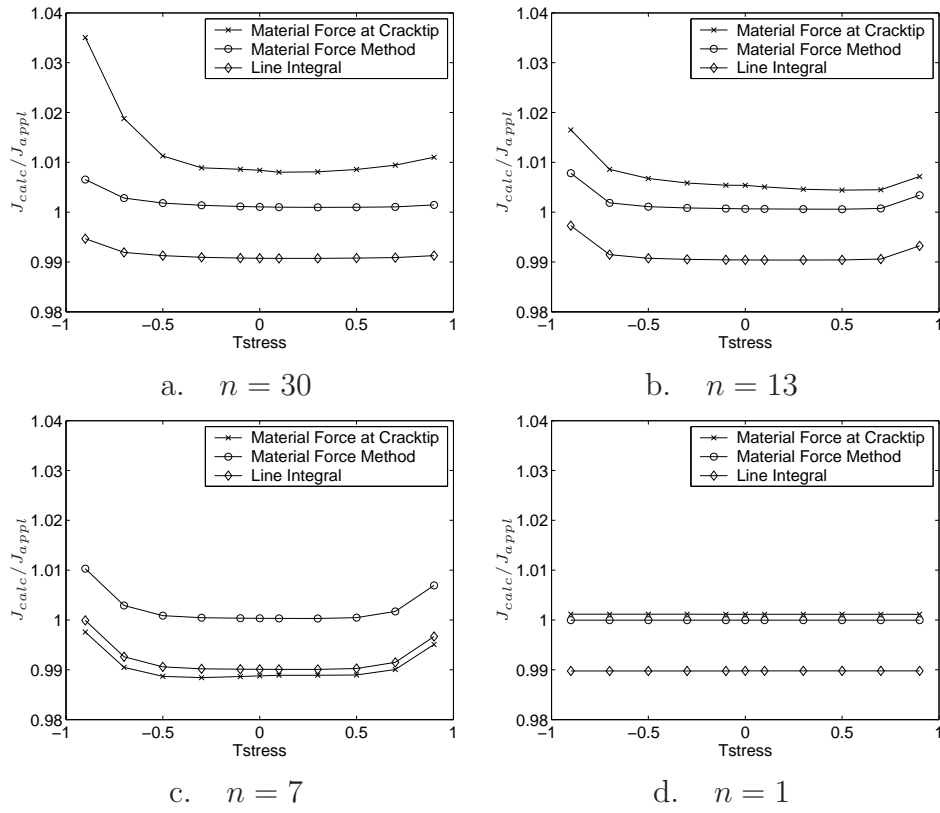 1.04
1.03
1.02
1.01
1
0.99
0.98
−1
−0.5
0
0.5
1
J_calc/J_appl
Tstress
Material Force at Cracktip
Material Force Method
Line Integral
a. n = 30
1.04
1.03
1.02
1.01
1
0.99
0.98
−1
−0.5
0
0.5
1
J_calc/J_appl
Tstress
Material Force at Cracktip
Material Force Method
Line Integral
b. n = 13
1.04
1.03
1.02
1.01
1
0.99
0.98
−1
−0.5
0
0.5
1
J_calc/J_appl
Tstress
Material Force at Cracktip
Material Force Method
Line Integral
c. n = 7
1.04
1.03
1.02
1.01
1
0.99
0.98
−1
−0.5
0
0.5
1
J_calc/J_appl
Tstress
Material Force at Cracktip
Material Force Method
Line Integral
d. n = 1